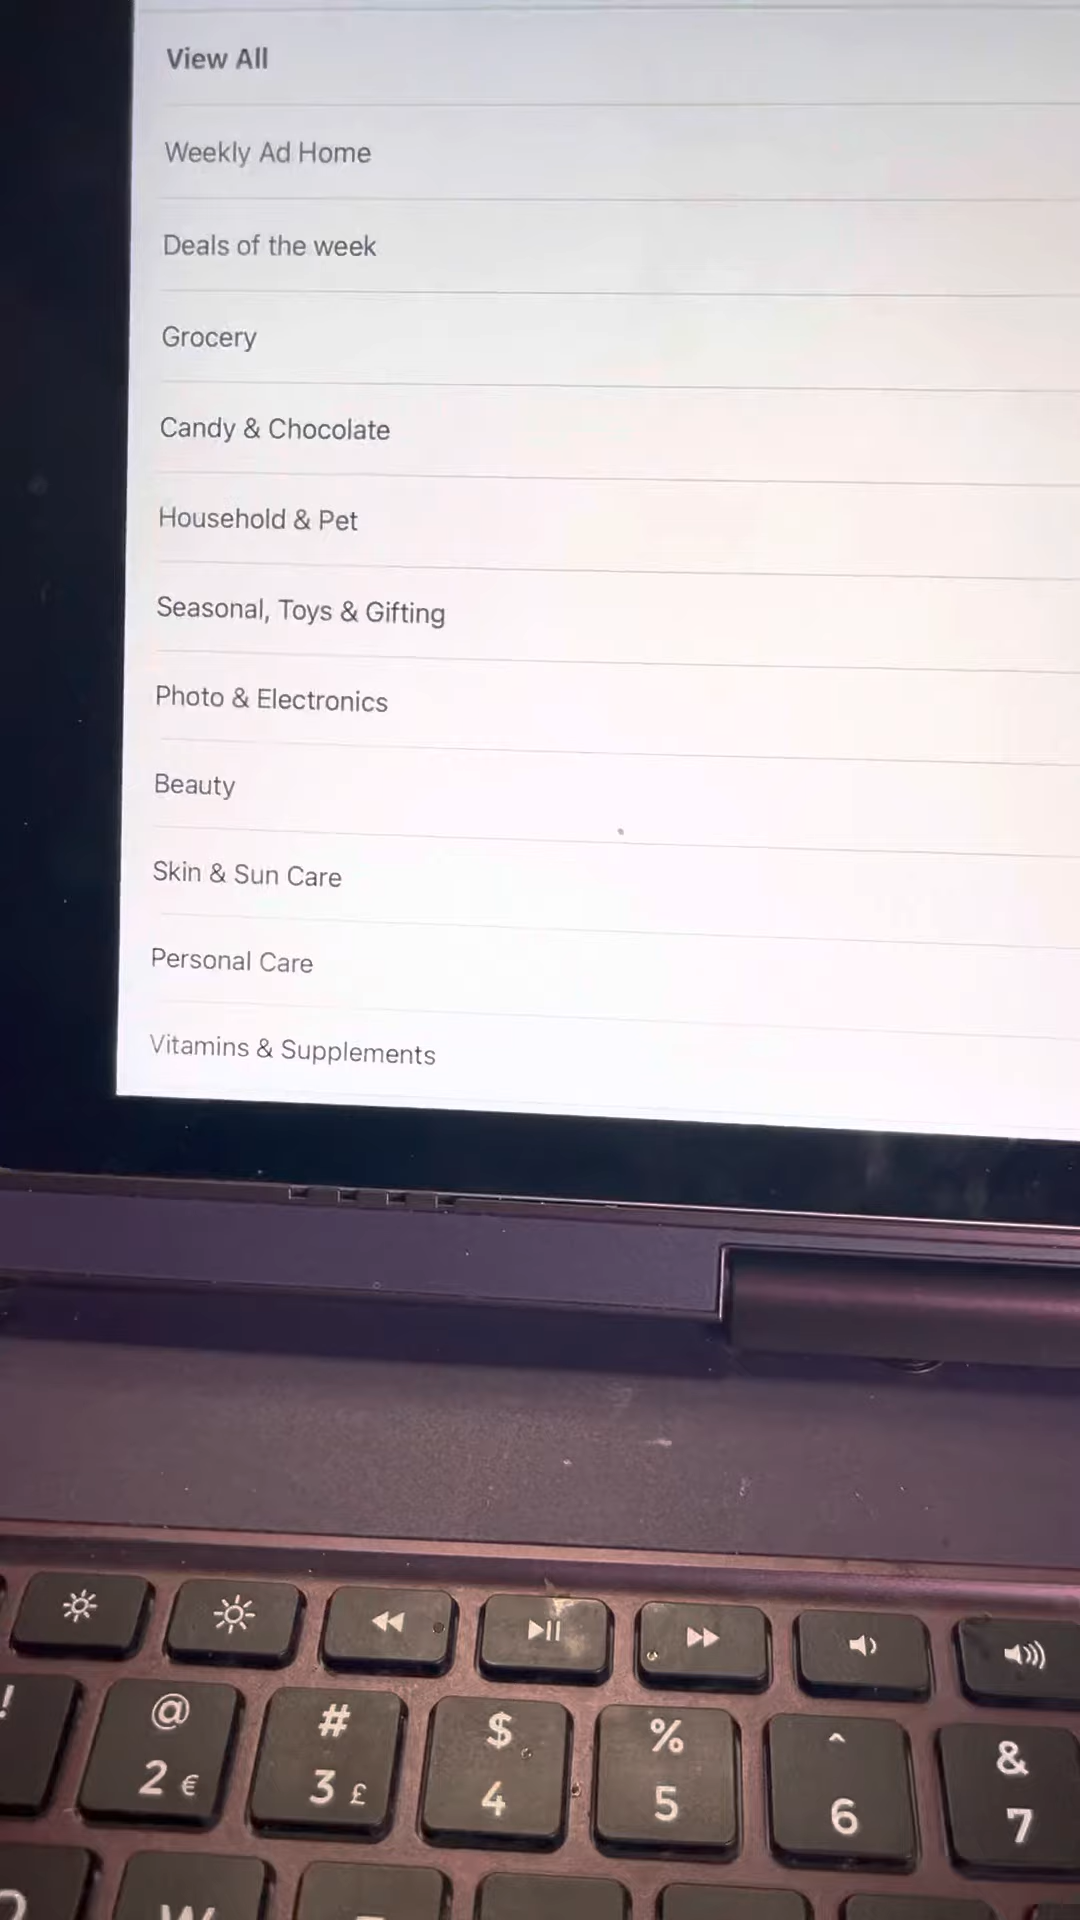 View All
Weekly Ad Home
Deals of the week
Grocery
Candy & Chocolate
Household & Pet
Seasonal, Toys & Gifting
Photo & Electronics
Beauty
Skin & Sun Care
Personal Care
Vitamins & Supplements
! @ # $ % ^ &
2 € 3 £ 4 5 6 7
W